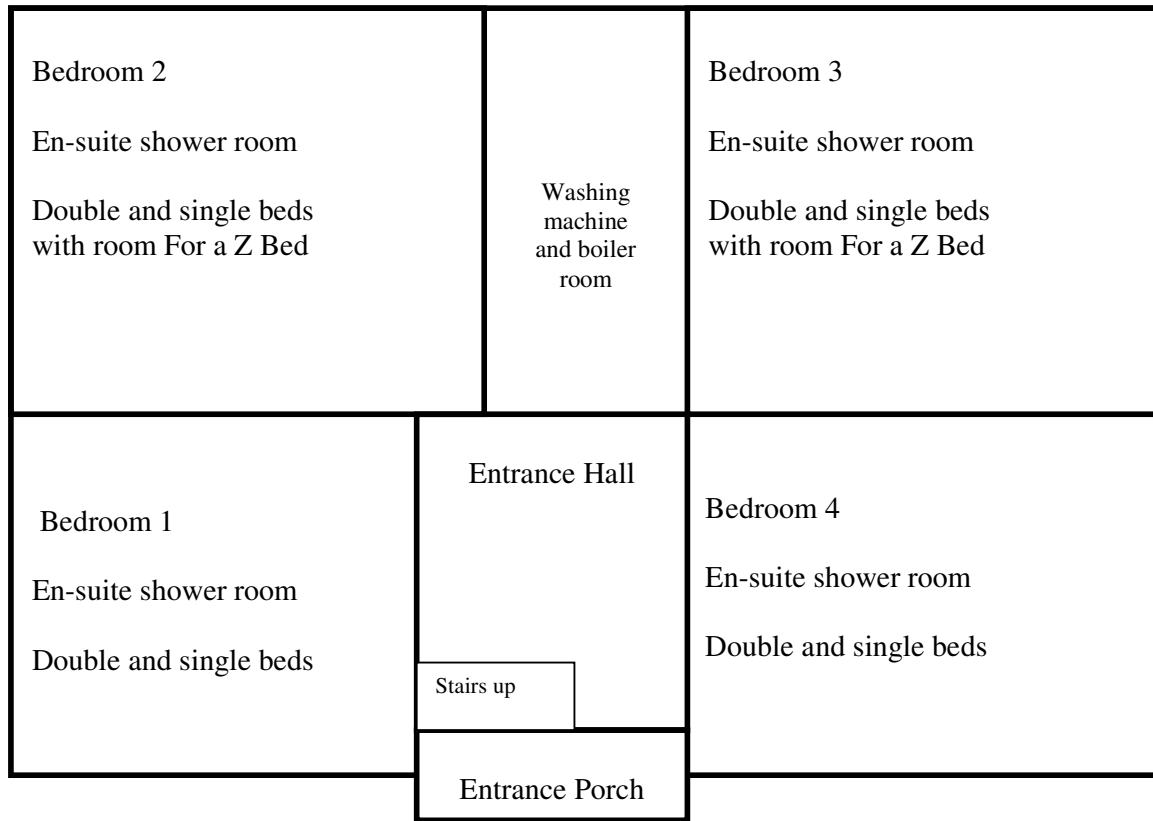 Bedroom 2
En-suite shower room
Double and single beds
with room For a Z Bed
Washing
machine
and boiler
room
Bedroom 3
En-suite shower room
Double and single beds
with room For a Z Bed
Bedroom 1
En-suite shower room
Double and single beds
Entrance Hall
Stairs up
Entrance Porch
Bedroom 4
En-suite shower room
Double and single beds